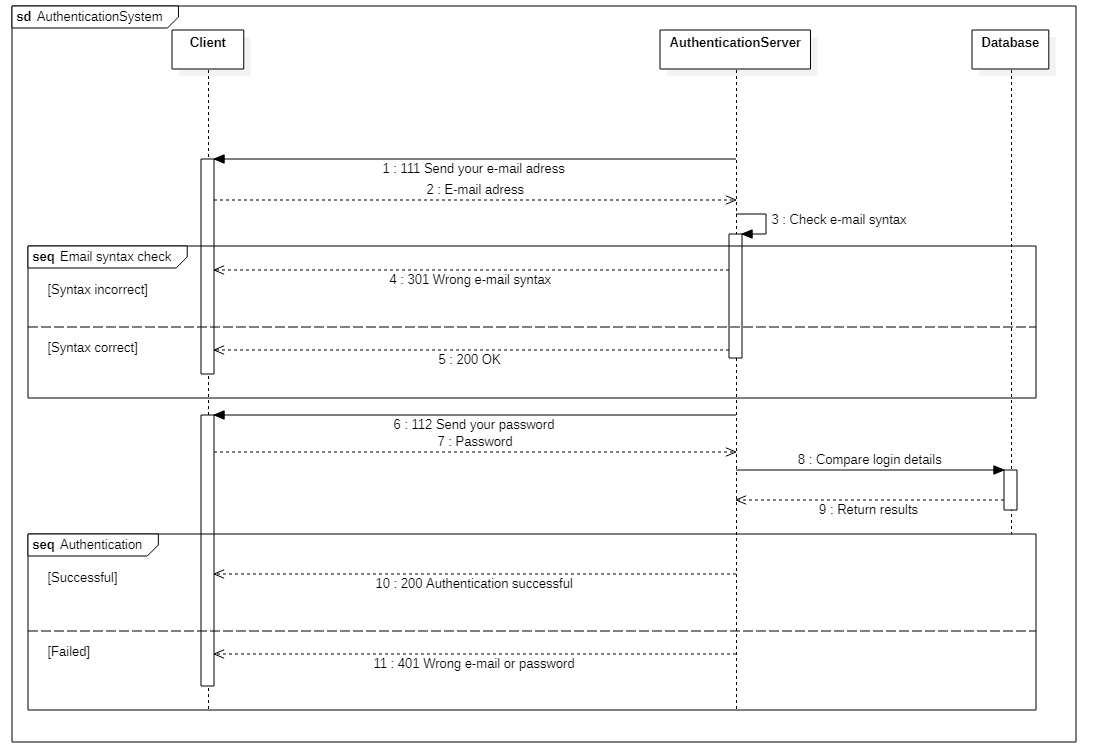 sd AuthenticationSystem
Client
AuthenticationServer
Database
1 : 111 Send your e-mail adress
2 : E-mail adress
3 : Check e-mail syntax
seq Email syntax check
4 : 301 Wrong e-mail syntax
[Syntax incorrect]
[Syntax correct]
5 : 200 OK
6 : 112 Send your password
7 : Password
8 : Compare login details
9 : Return results
seq Authentication
[Successful]
10 : 200 Authentication successful
[Failed]
11 : 401 Wrong e-mail or password